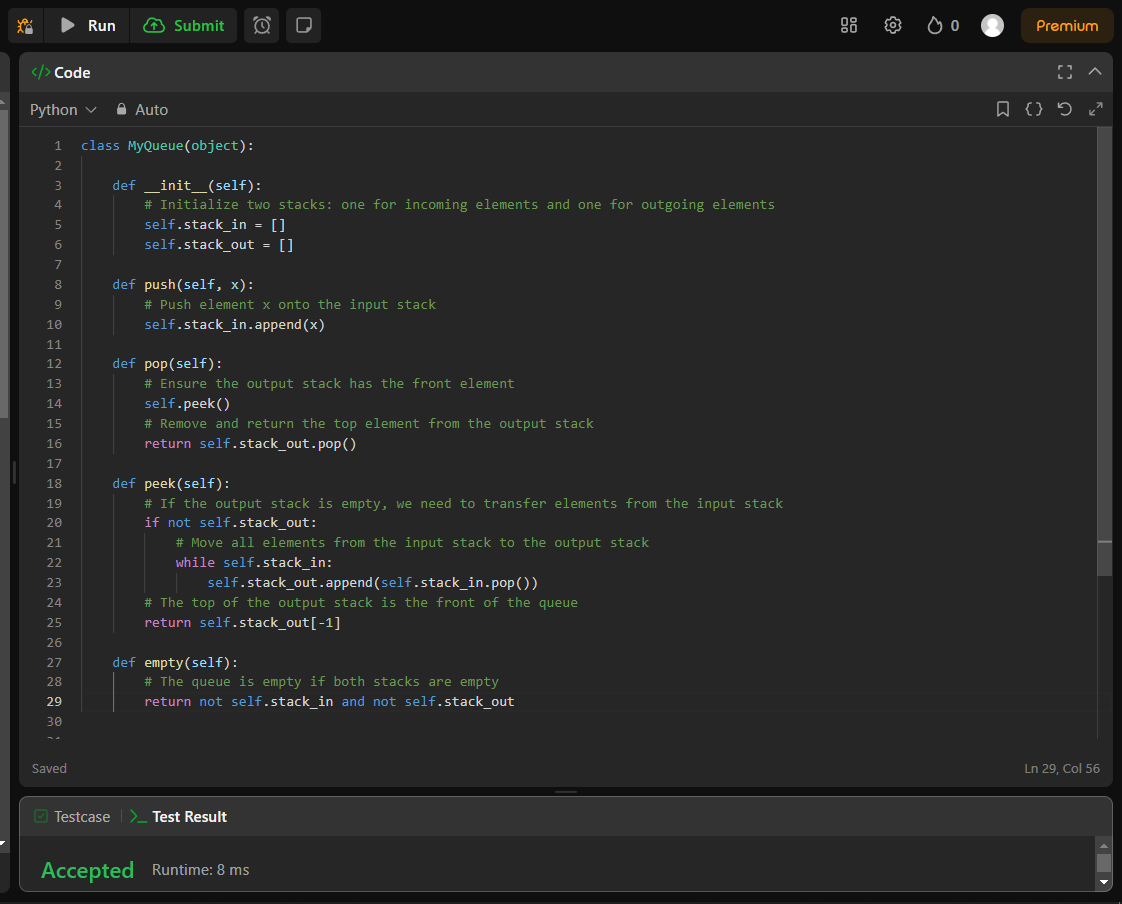 Run Submit 0 Premium
</> Code
Python Auto
1 class MyQueue(object):
2
3     def __init__(self):
4         # Initialize two stacks: one for incoming elements and one for outgoing elements
5         self.stack_in = []
6         self.stack_out = []
7
8     def push(self, x):
9         # Push element x onto the input stack
10         self.stack_in.append(x)
11
12     def pop(self):
13         # Ensure the output stack has the front element
14         self.peek()
15         # Remove and return the top element from the output stack
16         return self.stack_out.pop()
17
18     def peek(self):
19         # If the output stack is empty, we need to transfer elements from the input stack
20         if not self.stack_out:
21             # Move all elements from the input stack to the output stack
22             while self.stack_in:
23                 self.stack_out.append(self.stack_in.pop())
24         # The top of the output stack is the front of the queue
25         return self.stack_out[-1]
26
27     def empty(self):
28         # The queue is empty if both stacks are empty
29         return not self.stack_in and not self.stack_out
30
Saved Ln 29, Col 56
Testcase | >_ Test Result
Accepted Runtime: 8 ms